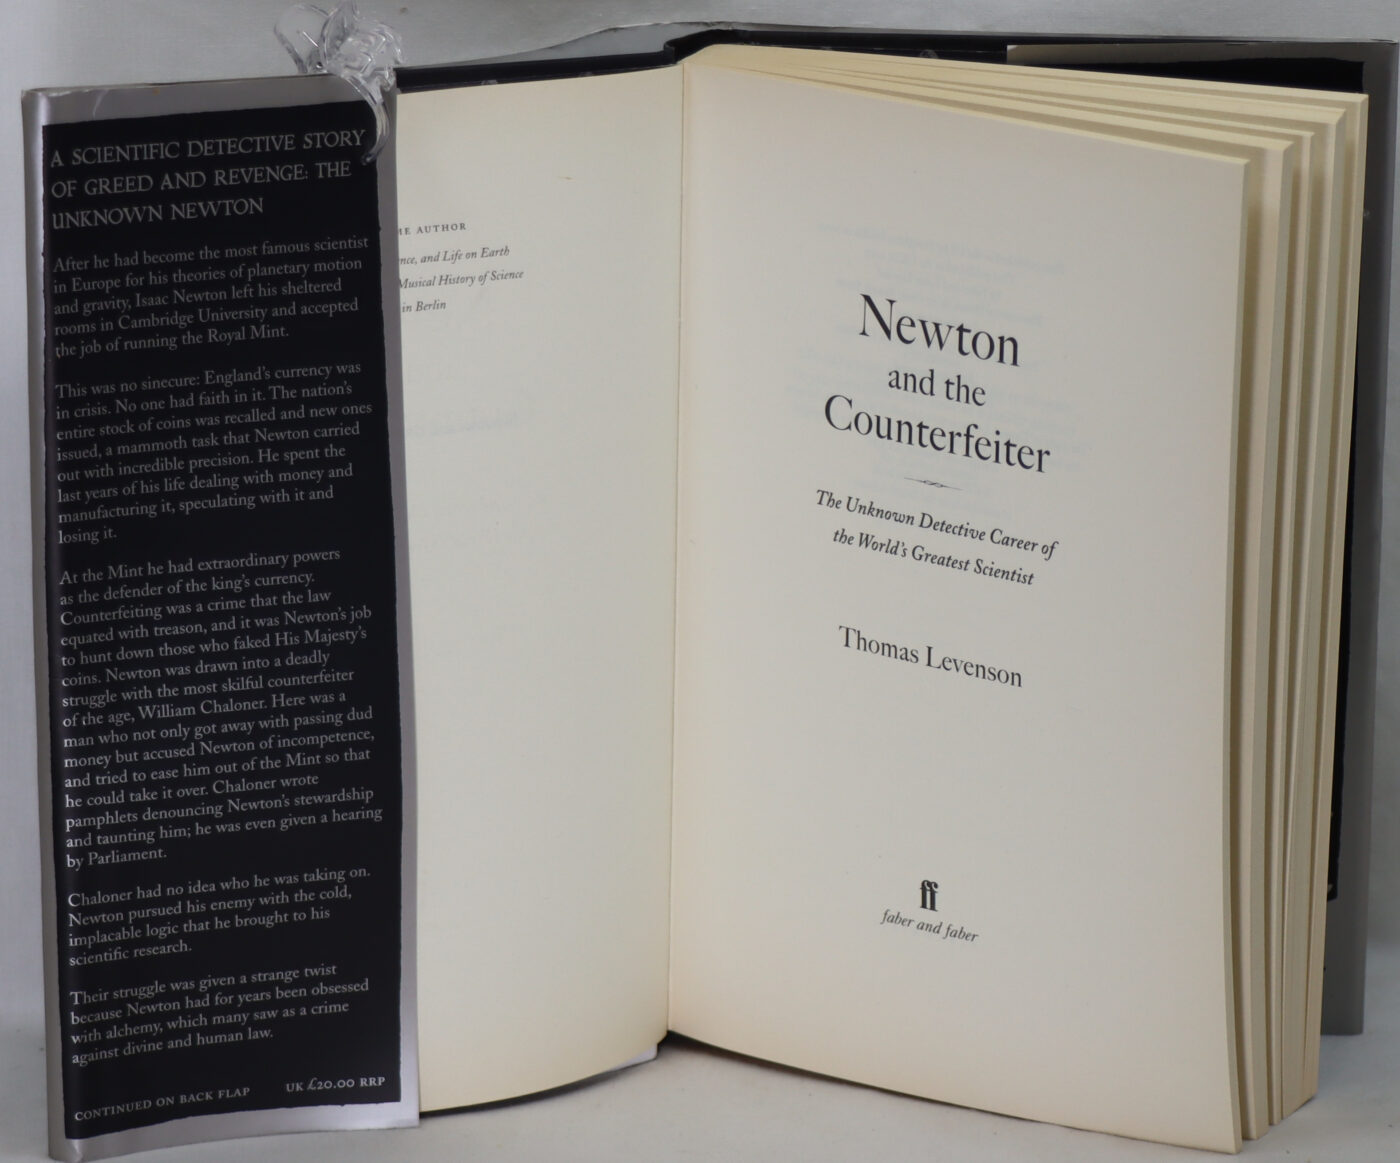 A SCIENTIFIC DETECTIVE STORY
OF GREED AND REVENGE: THE
UNKNOWN NEWTON
After he had become the most famous scientist
in Europe for his theories of planetary motion
and gravity, Isaac Newton left his sheltered
rooms in Cambridge University and accepted
the job of running the Royal Mint.
This was no sinecure: England's currency was
in crisis. No one had faith in it. The nation's
entire stock of coins was recalled and new ones
issued, a mammoth task that Newton carried
out with incredible precision. He spent the
last years of his life dealing with money and
manufacturing it, speculating with it and
losing it.
At the Mint he had extraordinary powers
as the defender of the king's currency.
Counterfeiting was a crime that the law
equated with treason, and it was Newton's job
to hunt down those who faked His Majesty's
coins. Newton was drawn into a deadly
struggle with the most skilful counterfeiter
of the age, William Chaloner. Here was a
man who not only got away with passing dud
money but accused Newton of incompetence,
and tried to ease him out of the Mint so that
he could take it over. Chaloner wrote
pamphlets denouncing Newton's stewardship
and taunting him; he was even given a hearing
by Parliament.
Chaloner had no idea who he was taking on.
Newton pursued his enemy with the cold,
implacable logic that he brought to his
scientific research.
Their struggle was given a strange twist
because Newton had for years been obsessed
with alchemy, which many saw as a crime
against divine and human law.
CONTINUED ON BACK FLAP
UK £20.00 RRP
AUTHOR
and Life on Earth
Musical History of Science
in Berlin
Newton
and the
Counterfeiter
The Unknown Detective Career of
the World's Greatest Scientist
Thomas Levenson
ff
faber and faber